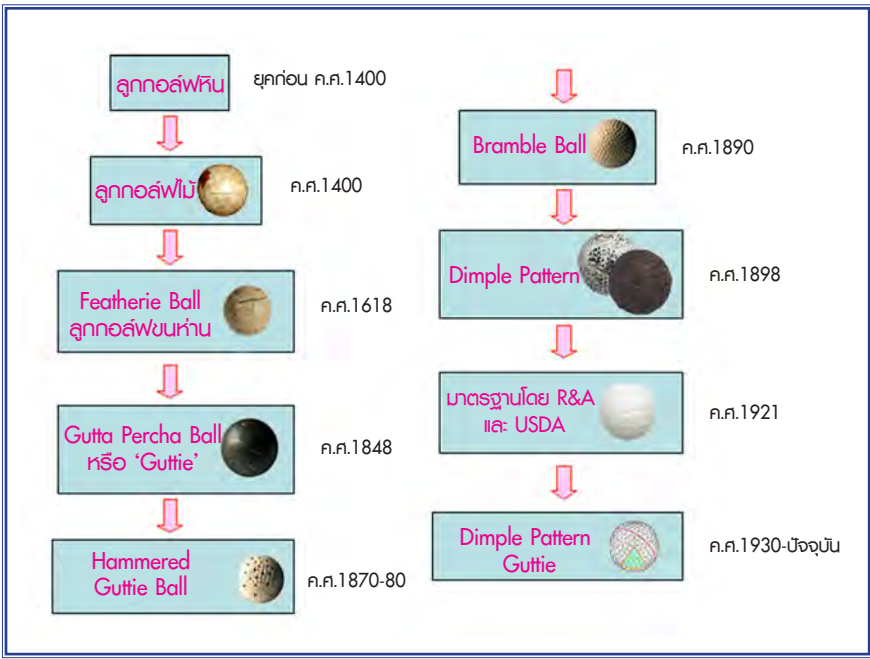 ลูกกอล์ฟหิน
ยุคก่อน ค.ศ.1400
ลูกกอล์ฟไม้
ค.ศ.1400
Featherie Ball
ลูกกอล์ฟขนห่าน
ค.ศ.1618
Gutta Percha Ball
หรือ ‘Guttie’
ค.ศ.1848
Hammered
Guttie Ball
ค.ศ.1870-80
Bramble Ball
ค.ศ.1890
Dimple Pattern
ค.ศ.1898
มาตรฐานโดย R&A
และ USDA
ค.ศ.1921
Dimple Pattern
Guttie
ค.ศ.1930-ปัจจุบัน